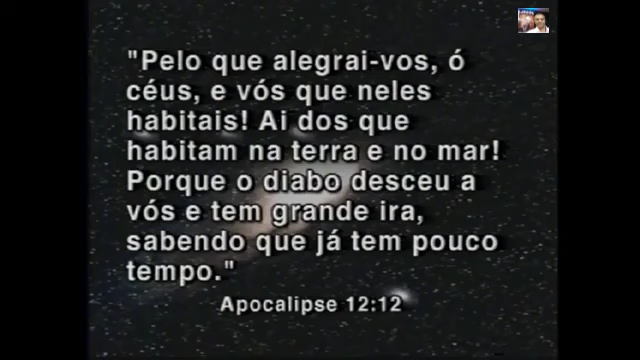 "Pelo que alegrai-vos, ó
céus, e vós que neles
habitais! Ai dos que
habitam na terra e no mar!
Porque o diabo desceu a
vós e tem grande ira,
sabendo que já tem pouco
tempo."
Apocalipse 12:12